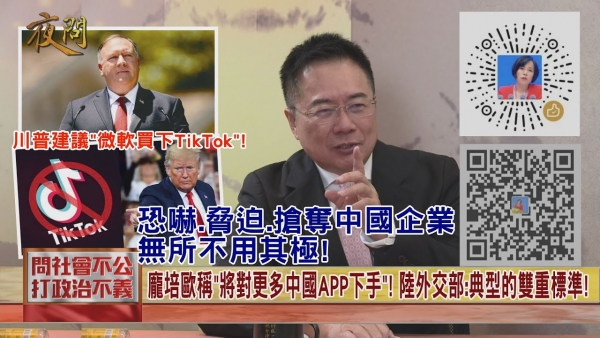 夜問
川普建議"微軟買下TikTok"!
TikTok
恐嚇.脅迫.搶奪中國企業
無所不用其極!
問社會不公
打政治不義
龐培歐稱"將對更多中國APP下手"! 陸外交部:典型的雙重標準!